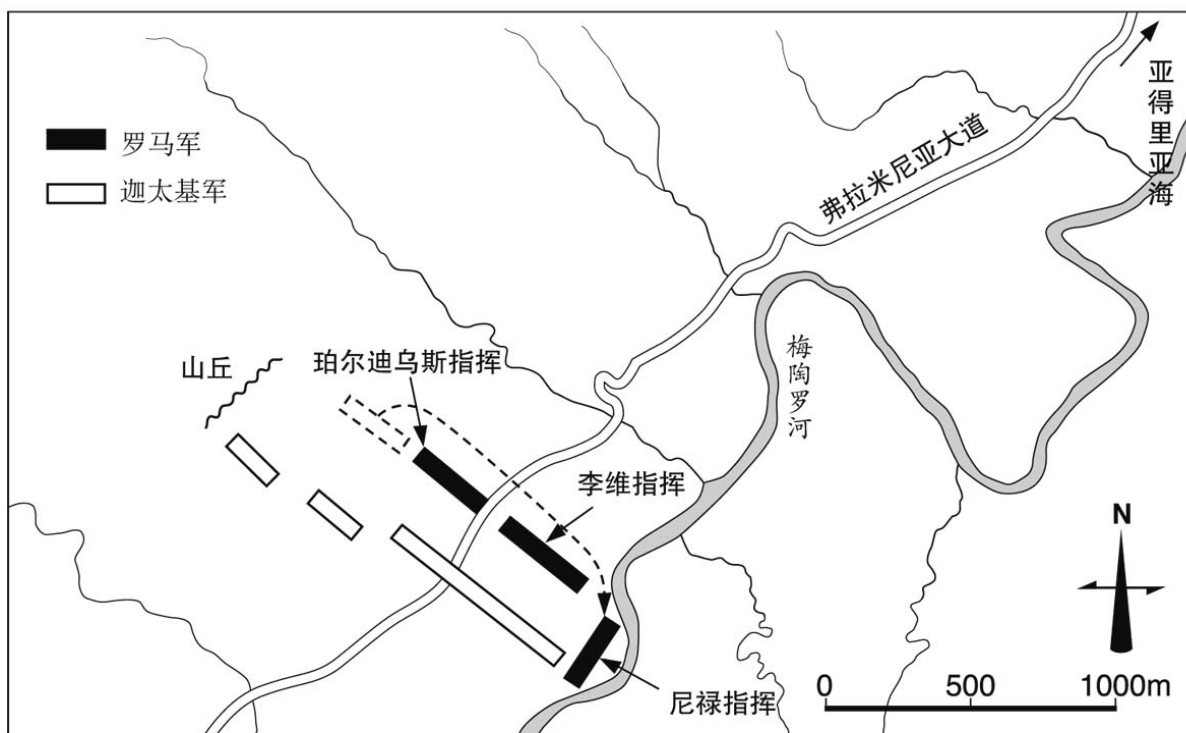 亚得里亚海
罗马军
迦太基军
弗拉米尼亚大道
山丘
珀尔迪乌斯指挥
梅陶罗河
李维指挥
N
尼禄指挥
0 500 1000m